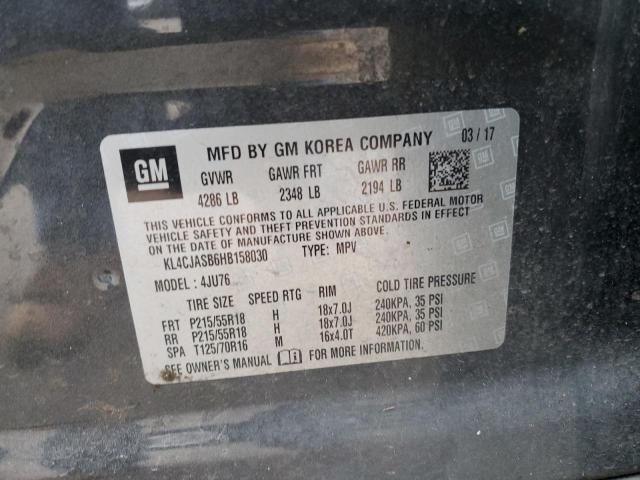 GM
MFD BY GM KOREA COMPANY 03 / 17
GVWR GAWR FRT GAWR RR
4286 LB 2348 LB 2194 LB
THIS VEHICLE CONFORMS TO ALL APPLICABLE U.S. FEDERAL MOTOR
VEHICLE SAFETY AND THEFT PREVENTION STANDARDS IN EFFECT
ON THE DATE OF MANUFACTURE SHOWN ABOVE.
KL4CJASB6HB158030 TYPE: MPV
MODEL : 4JU76
TIRE SIZE SPEED RTG RIM COLD TIRE PRESSURE
FRT P215/55R18 H 18x7.0J 240KPA, 35 PSI
RR P215/55R18 H 18x7.0J 240KPA, 35 PSI
SPA T125/70R16 M 16x4.0T 420KPA, 60 PSI
SEE OWNER'S MANUAL FOR MORE INFORMATION.